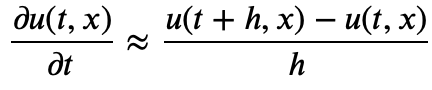 ∂u(t, x)/∂t ≈ (u(t + h, x) − u(t, x))/h